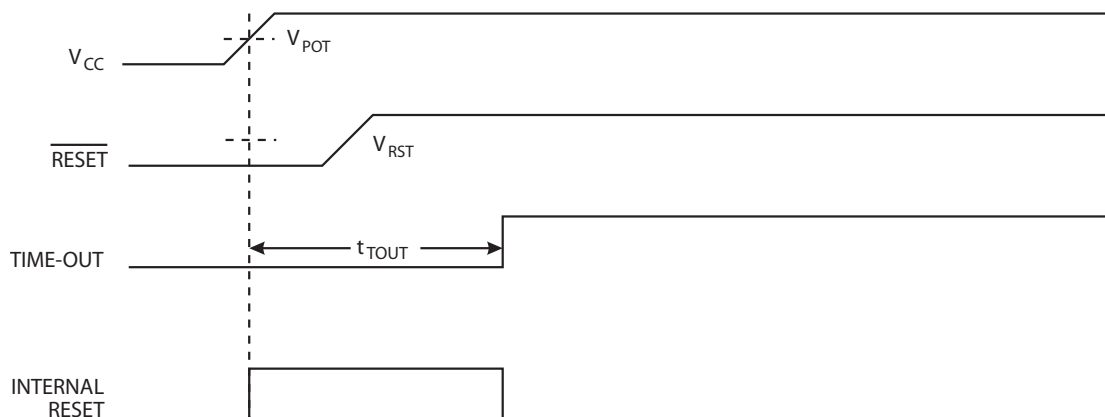 V_POT
V_CC
V_RST
RESET
t_TOUT
TIME-OUT
INTERNAL
RESET